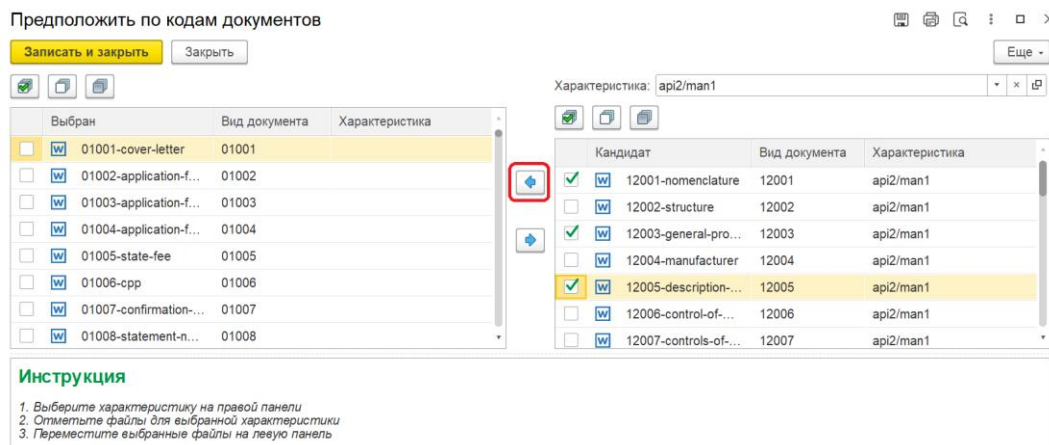 Предположить по кодам документов
Записать и закрыть Закрыть Еще
Характеристика: api2/man1
Выбран Вид документа Характеристика
01001-cover-letter 01001
01002-application-f... 01002
01003-application-f... 01003
01004-application-f... 01004
01005-state-fee 01005
01006-cpp 01006
01007-confirmation-... 01007
01008-statement-n... 01008
Кандидат Вид документа Характеристика
12001-nomenclature 12001 api2/man1
12002-structure 12002 api2/man1
12003-general-pro... 12003 api2/man1
12004-manufacturer 12004 api2/man1
12005-description-... 12005 api2/man1
12006-control-of-... 12006 api2/man1
12007-controls-of-... 12007 api2/man1
Инструкция
1. Выберите характеристику на правой панели
2. Отметьте файлы для выбранной характеристики
3. Переместите выбранные файлы на левую панель